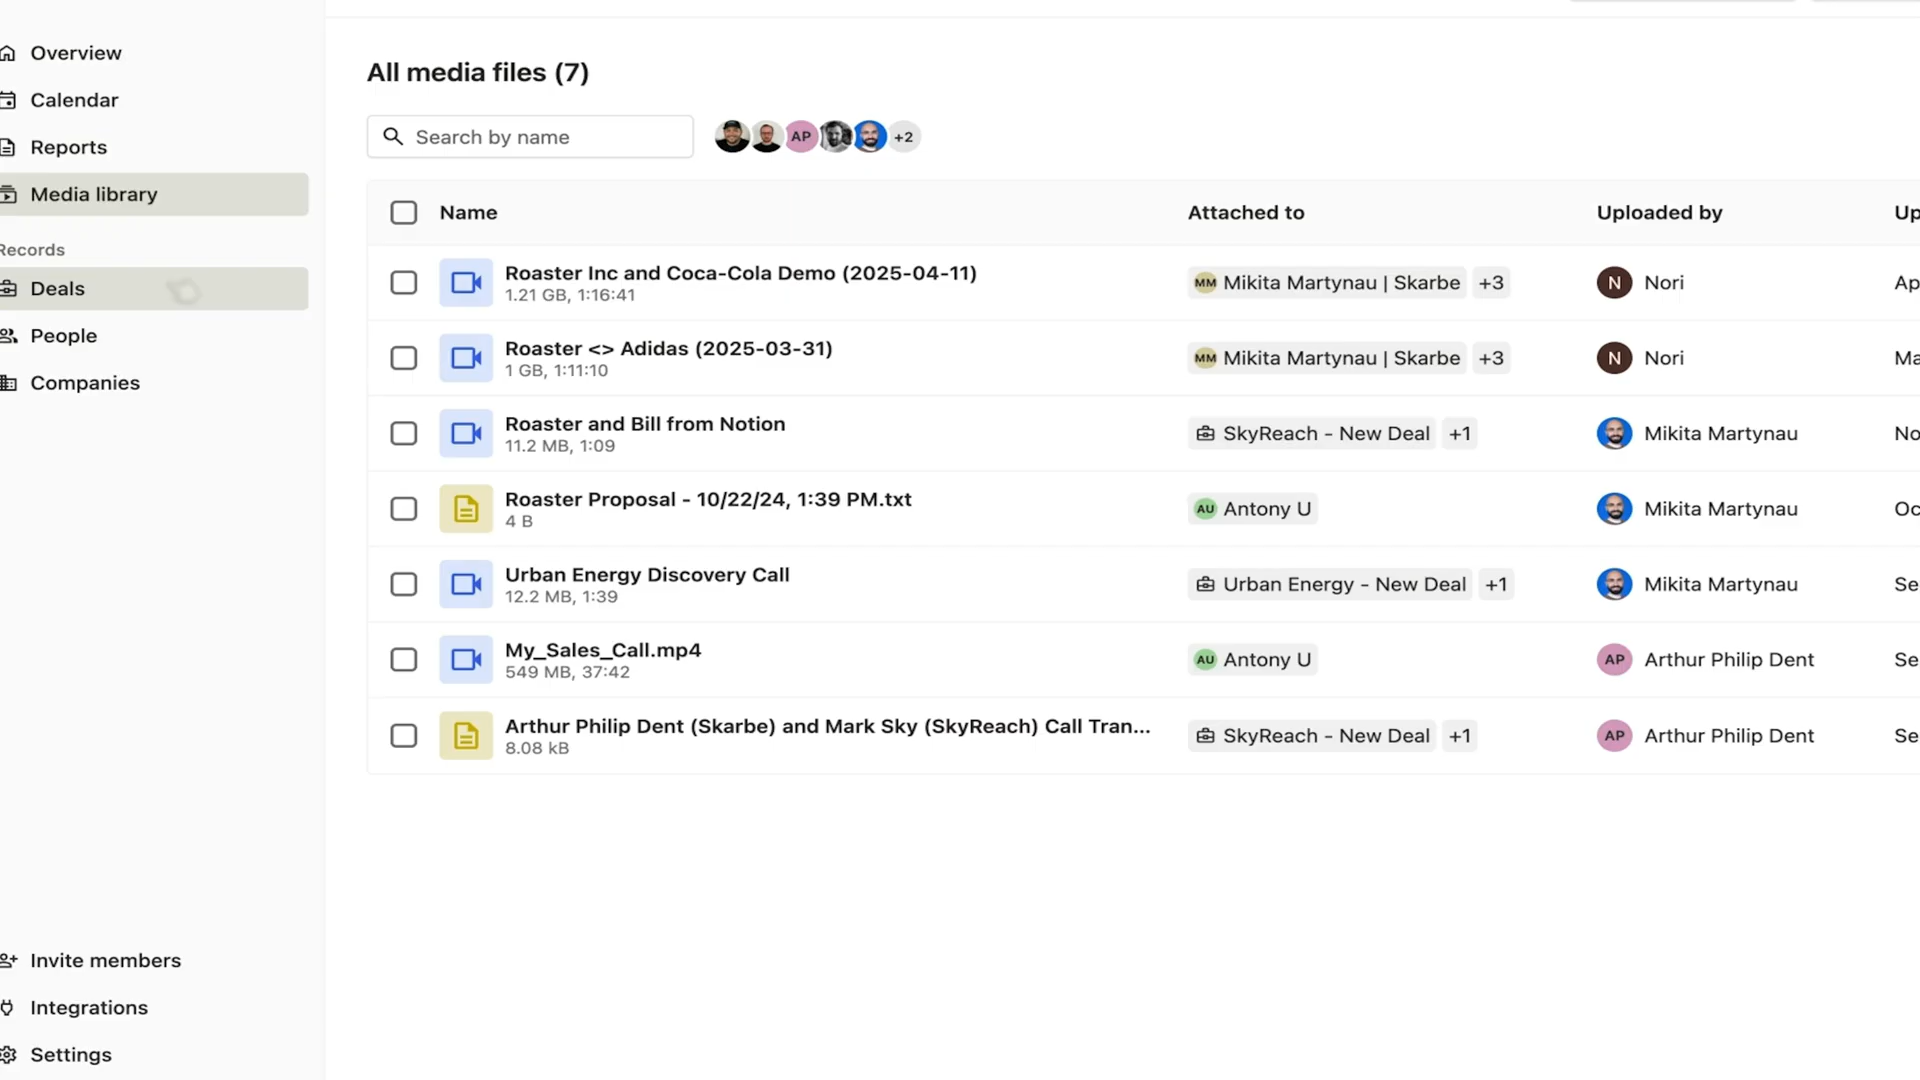 Overview
Calendar
Reports
Media library
Records
Deals
People
Companies
Invite members
Integrations
Settings
All media files (7)
Search by name
AP
+2
Name Attached to Uploaded by Up
Roaster Inc and Coca-Cola Demo (2025-04-11)
1.21 GB, 1:16:41
MM Mikita Martynau | Skarbe +3 N Nori Ap
Roaster <> Adidas (2025-03-31)
1 GB, 1:11:10
MM Mikita Martynau | Skarbe +3 N Nori Ma
Roaster and Bill from Notion
11.2 MB, 1:09
SkyReach - New Deal +1 Mikita Martynau No
Roaster Proposal - 10/22/24, 1:39 PM.txt
4 B
AU Antony U Mikita Martynau Oc
Urban Energy Discovery Call
12.2 MB, 1:39
Urban Energy - New Deal +1 Mikita Martynau Se
My_Sales_Call.mp4
549 MB, 37:42
AU Antony U AP Arthur Philip Dent Se
Arthur Philip Dent (Skarbe) and Mark Sky (SkyReach) Call Tran...
8.08 kB
SkyReach - New Deal +1 AP Arthur Philip Dent Se